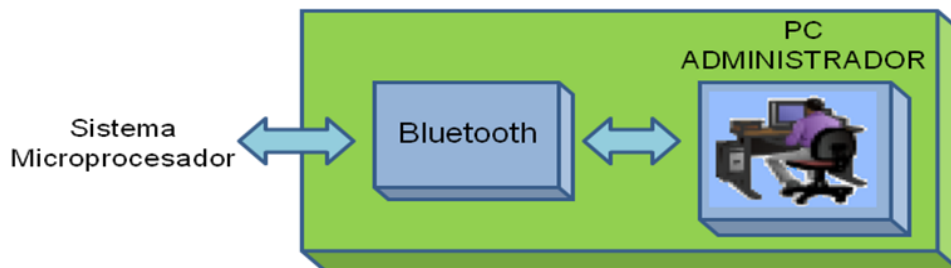 Sistema
Microprocesador
Bluetooth
PC
ADMINISTRADOR